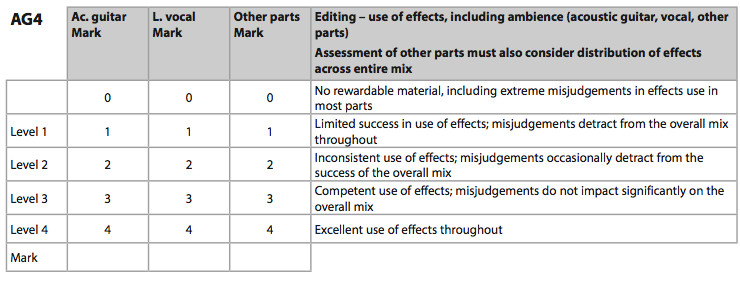 AG4
Ac. guitar
Mark
L. vocal
Mark
Other parts
Mark
Editing – use of effects, including ambience (acoustic guitar, vocal, other
parts)
Assessment of other parts must also consider distribution of effects
across entire mix
0 0 0 No rewardable material, including extreme misjudgements in effects use in
most parts
Level 1 1 1 1 Limited success in use of effects; misjudgements detract from the overall mix
throughout
Level 2 2 2 2 Inconsistent use of effects; misjudgements occasionally detract from the
success of the overall mix
Level 3 3 3 3 Competent use of effects; misjudgements do not impact significantly on the
overall mix
Level 4 4 4 4 Excellent use of effects throughout
Mark